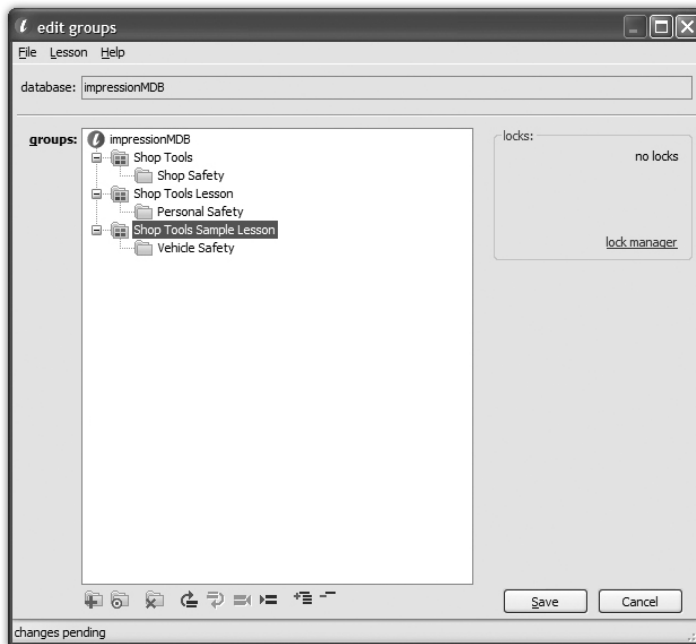 edit groups
File Lesson Help
database: impressionMDB
groups: impressionMDB
Shop Tools
Shop Safety
Shop Tools Lesson
Personal Safety
Shop Tools Sample Lesson
Vehicle Safety
locks:
no locks
lock manager
Save Cancel
changes pending